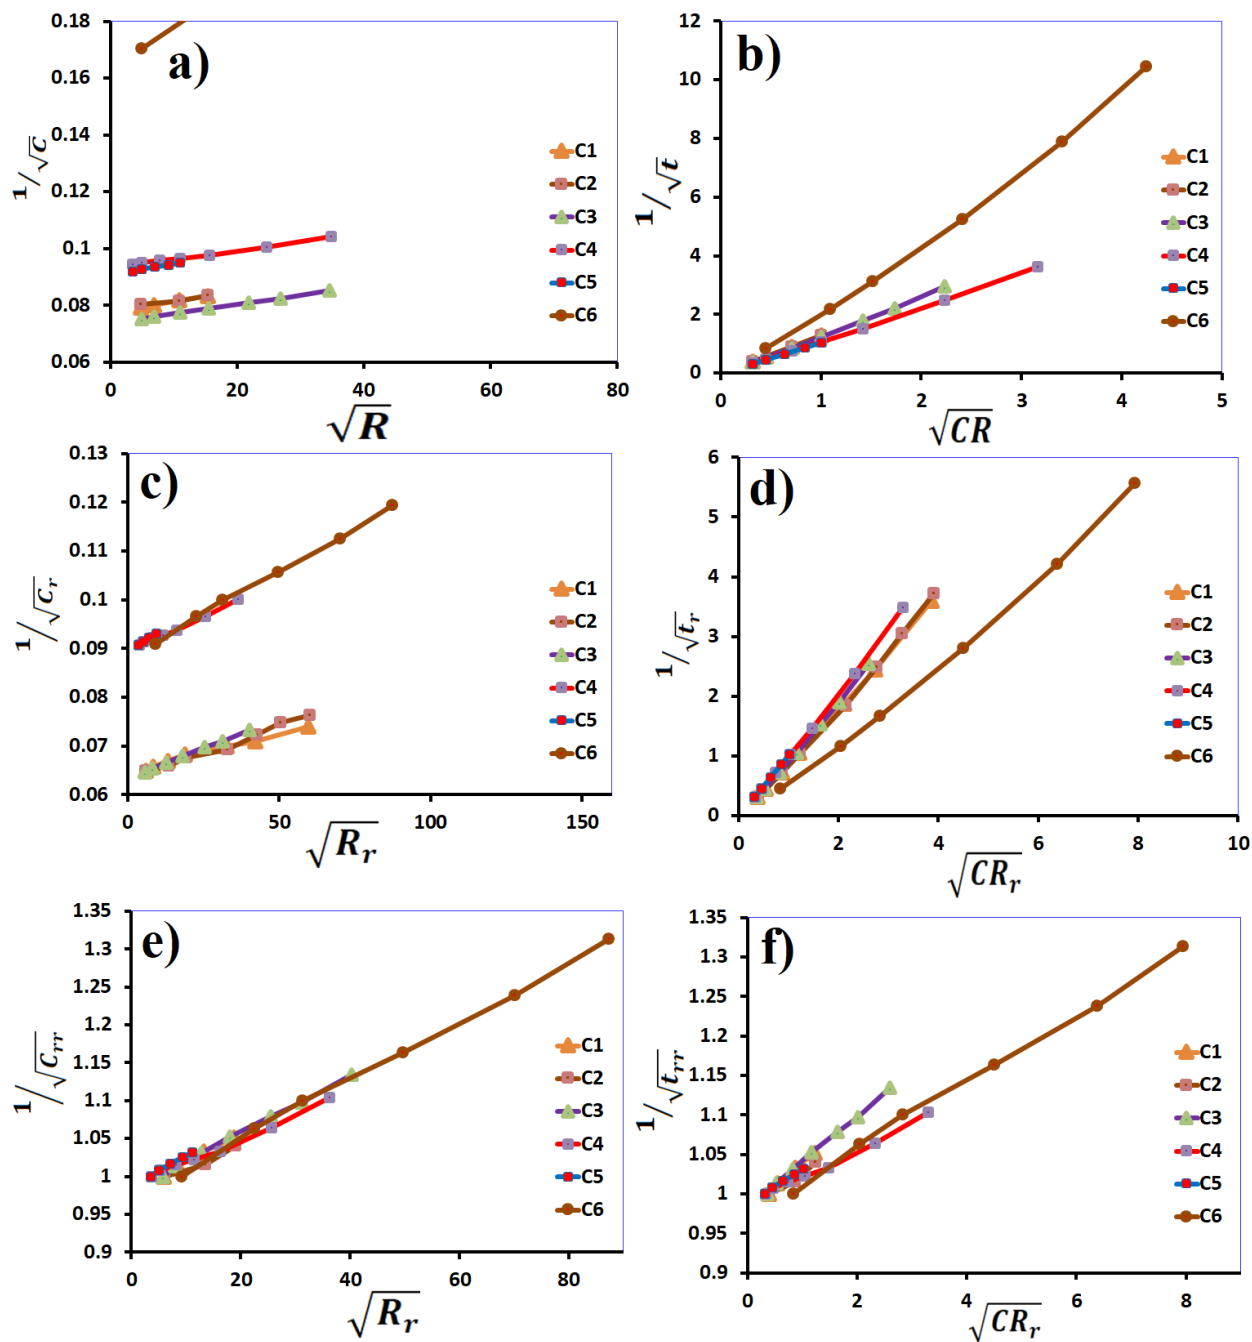 a)
0.2
0.18
0.16
0.14
0.12
0.1
0.08
0.06
0 20 40 60 80
1/√C
√R
C1
C2
C3
C4
C5
C6
b)
12
10
8
6
4
2
0
0 1 2 3 4 5
1/√t
√CR
C1
C2
C3
C4
C5
C6
c)
0.13
0.12
0.11
0.1
0.09
0.08
0.07
0.06
0 50 100 150
1/√C_r
√R_r
C1
C2
C3
C4
C5
C6
d)
6
5
4
3
2
1
0
0 2 4 6 8 10
1/√t_r
√CR_r
C1
C2
C3
C4
C5
C6
e)
1.35
1.3
1.25
1.2
1.15
1.1
1.05
1
0.95
0.9
0 20 40 60 80
1/√C_rr
√R_r
C1
C2
C3
C4
C5
C6
f)
1.35
1.3
1.25
1.2
1.15
1.1
1.05
1
0.95
0.9
0 2 4 6 8
1/√t_rr
√CR_r
C1
C2
C3
C4
C5
C6